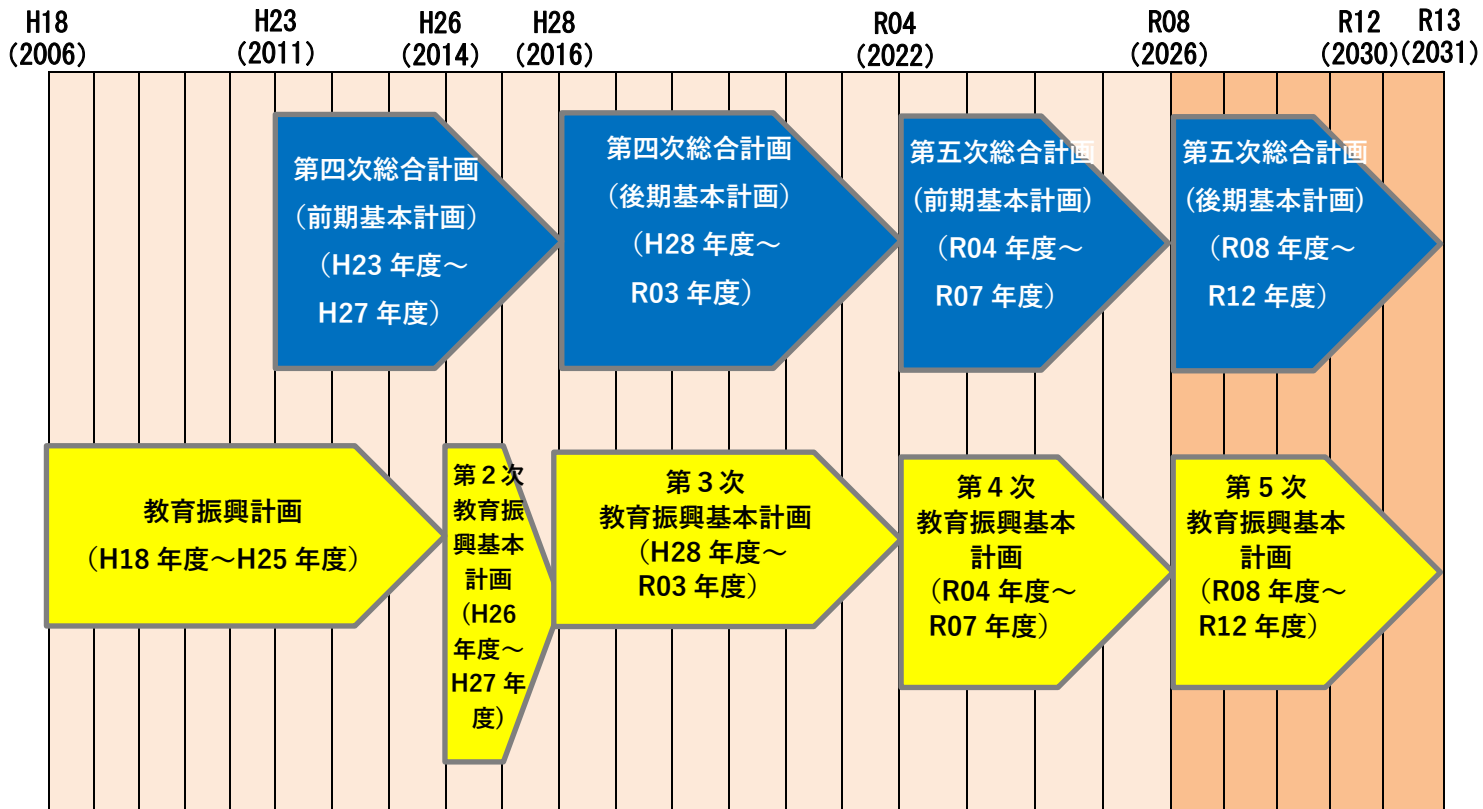 H18
(2006)
H23
(2011)
H26
(2014)
H28
(2016)
R04
(2022)
R08
(2026)
R12
(2030)
R13
(2031)
第四次総合計画
（前期基本計画）
（H23 年度～
H27 年度）
第四次総合計画
（後期基本計画）
（H28 年度～
R03 年度）
第五次総合計画
(前期基本計画)
（R04 年度～
R07 年度）
第五次総合計画
(後期基本計画)
（R08 年度～
R12 年度）
教育振興計画
（H18 年度～H25 年度）
第２次
教育振
興基本
計画
（H26
年度～
H27 年
度）
第３次
教育振興基本計画
（H28 年度～
R03 年度）
第４次
教育振興基本
計画
（R04 年度～
R07 年度）
第５次
教育振興基本
計画
（R08 年度～
R12 年度）